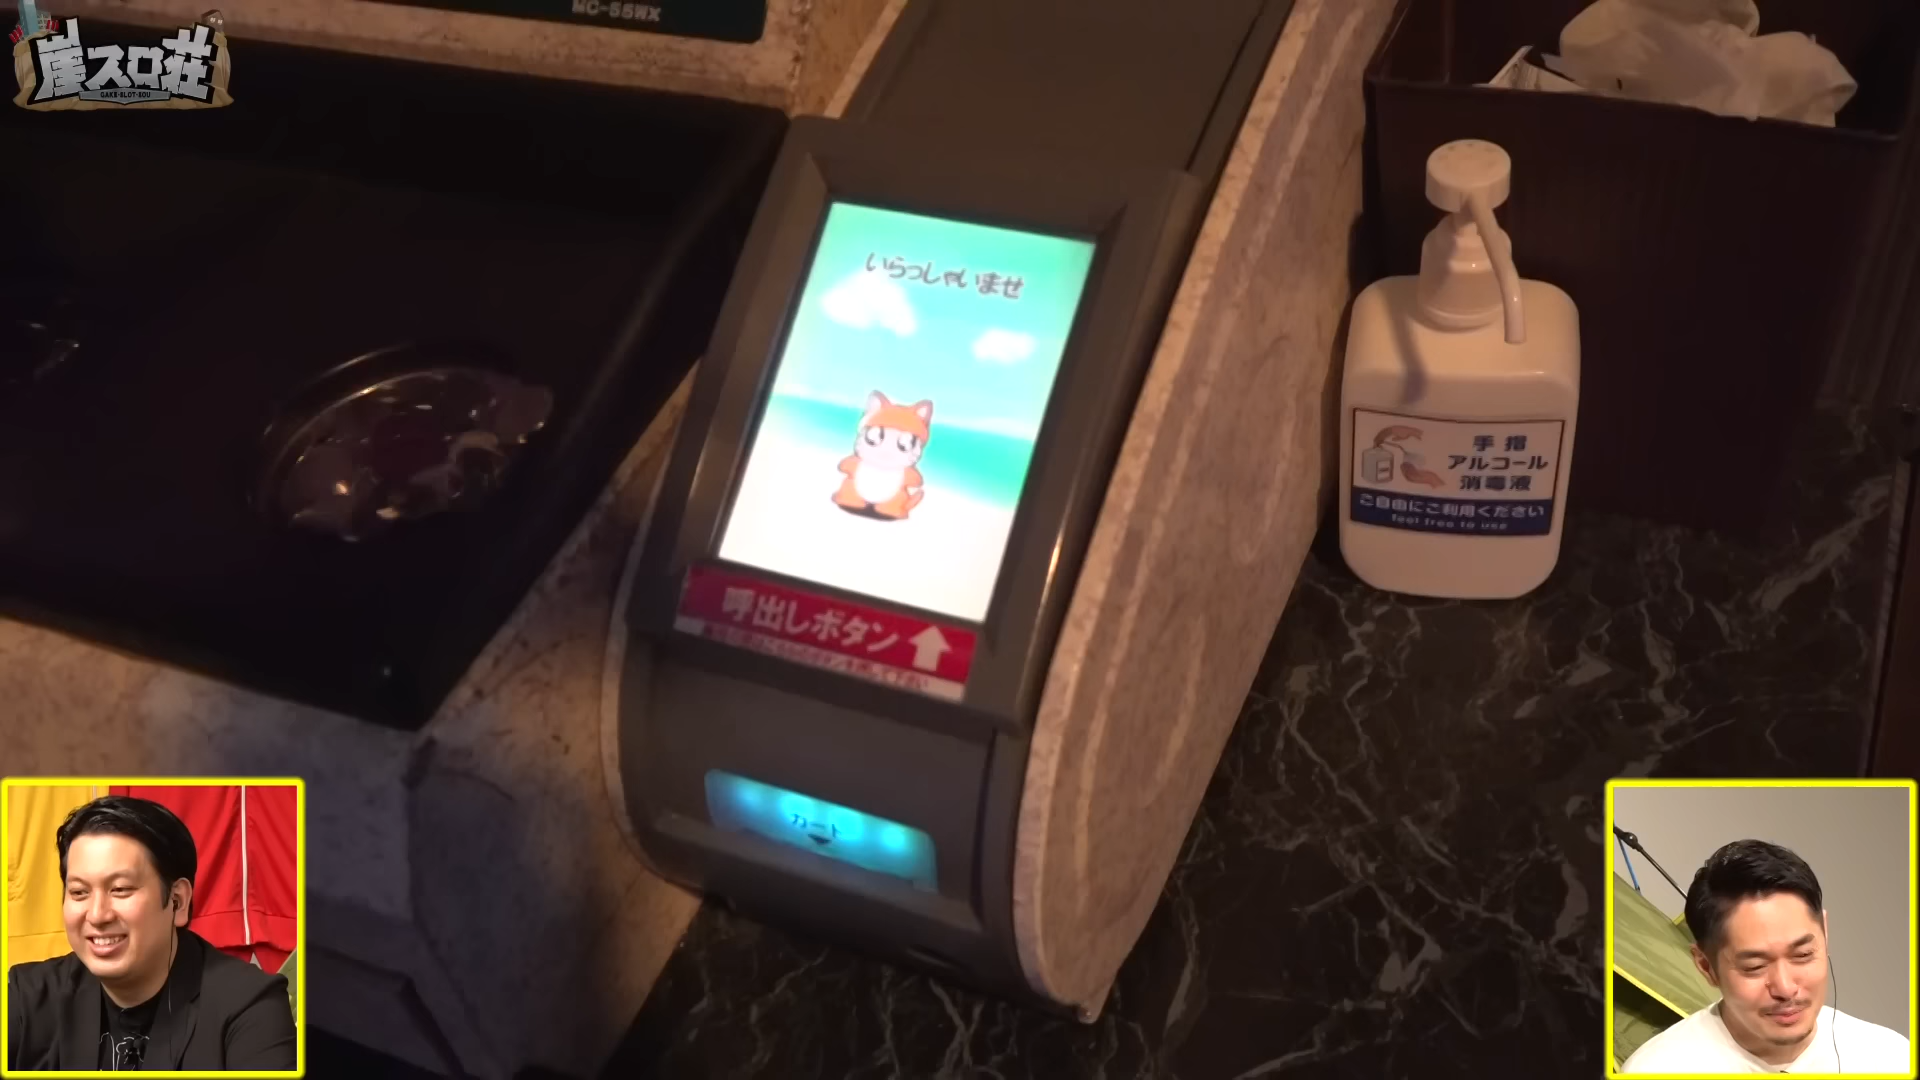 崖スロ荘
GAKE-SLOT-SOU
MC-55WX
いらっしゃいませ
呼出しボタン
カード
手指
アルコール
消毒液
ご自由にご利用ください
feel free to use